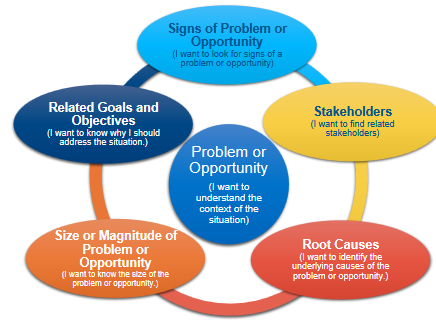 Signs of Problem or
Opportunity
(I want to look for signs of a
problem or opportunity)
Related Goals and
Objectives
(I want to know why I should
address the situation.)
Stakeholders
(I want to find related
stakeholders)
Problem or
Opportunity
(I want to
understand the
context of the
situation)
Size or Magnitude of
Problem or
Opportunity
(I want to know the size of the
problem or opportunity.)
Root Causes
(I want to identify the
underlying causes of the
problem or opportunity.)